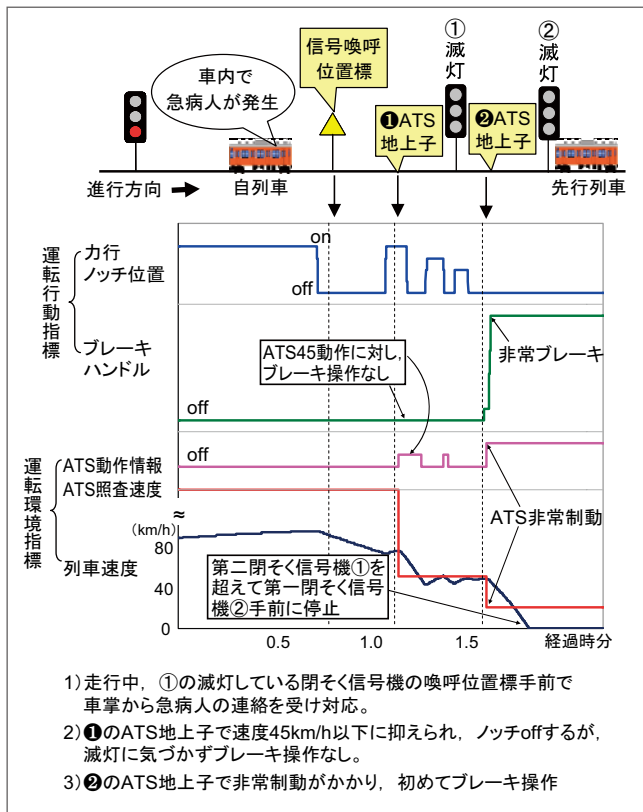 ①
滅
灯
②
滅
灯
信号喚呼
位置標
車内で
急病人が発生
❶ATS
地上子
❷ATS
地上子
進行方向
自列車
先行列車
運転行動指標
力行
ノッチ位置
on
off
ブレーキ
ハンドル
ATS45動作に対し,
ブレーキ操作なし
非常ブレーキ
off
運転環境指標
ATS動作情報
off
ATS照査速度
ATS非常制動
≈
(km/h)
80
列車速度
40
0
第二閉そく信号機①を
超えて第一閉そく信号
機②手前に停止
0.5
1.0
1.5
経過時分
1)走行中, ①の滅灯している閉そく信号機の喚呼位置標手前で
車掌から急病人の連絡を受け対応。
2)❶のATS地上子で速度45km/h以下に抑えられ, ノッチoffするが,
滅灯に気づかずブレーキ操作なし。
3)❷のATS地上子で非常制動がかかり, 初めてブレーキ操作